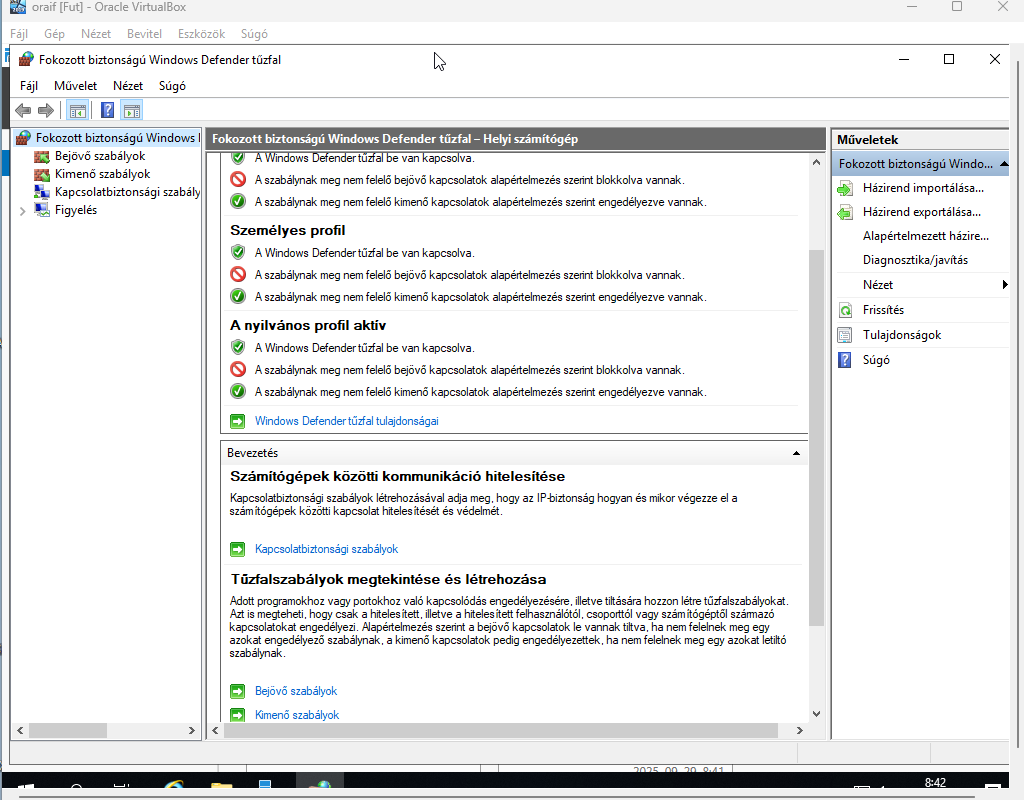 oraif [Fut] - Oracle VirtualBox
Fájl Gép Nézet Bevitel Eszközök Súgó
Fokozott biztonságú Windows Defender tűzfal
Fájl Művelet Nézet Súgó
Fokozott biztonságú Windows
Bejövő szabályok
Kimenő szabályok
Kapcsolatbiztonsági szabály
Figyelés
Fokozott biztonságú Windows Defender tűzfal – Helyi számítógép
A Windows Defender tűzfal be van kapcsolva.
A szabálynak meg nem felelő bejövő kapcsolatok alapértelmezés szerint blokkolva vannak.
A szabálynak meg nem felelő kimenő kapcsolatok alapértelmezés szerint engedélyezve vannak.
Személyes profil
A Windows Defender tűzfal be van kapcsolva.
A szabálynak meg nem felelő bejövő kapcsolatok alapértelmezés szerint blokkolva vannak.
A szabálynak meg nem felelő kimenő kapcsolatok alapértelmezés szerint engedélyezve vannak.
A nyilvános profil aktív
A Windows Defender tűzfal be van kapcsolva.
A szabálynak meg nem felelő bejövő kapcsolatok alapértelmezés szerint blokkolva vannak.
A szabálynak meg nem felelő kimenő kapcsolatok alapértelmezés szerint engedélyezve vannak.
Windows Defender tűzfal tulajdonságai
Bevezetés
Számítógépek közötti kommunikáció hitelesítése
Kapcsolatbiztonsági szabályok létrehozásával adja meg, hogy az IP-biztonság hogyan és mikor végezze el a
számítógépek közötti kapcsolat hitelesítését és védelmét.
Kapcsolatbiztonsági szabályok
Tűzfalszabályok megtekintése és létrehozása
Adott programokhoz vagy portokhoz való kapcsolódás engedélyezésére, illetve tiltására hozzon létre tűzfalszabályokat.
Azt is megteheti, hogy csak a hitelesített, illetve a hitelesített felhasználótól, csoporttól vagy számítógéptől származó
kapcsolatokat engedélyezi. Alapértelmezés szerint a bejövő kapcsolatok le vannak tiltva, ha nem felelnek meg egy
azokat engedélyező szabálynak, a kimenő kapcsolatok pedig engedélyezettek, ha nem felelnek meg egy azokat letiltó
szabálynak.
Bejövő szabályok
Kimenő szabályok
Műveletek
Fokozott biztonságú Windo...
Házirend importálása...
Házirend exportálása...
Alapértelmezett házire...
Diagnosztika/javítás
Nézet
Frissítés
Tulajdonságok
Súgó
2025. 09. 29. 8:41
8:42